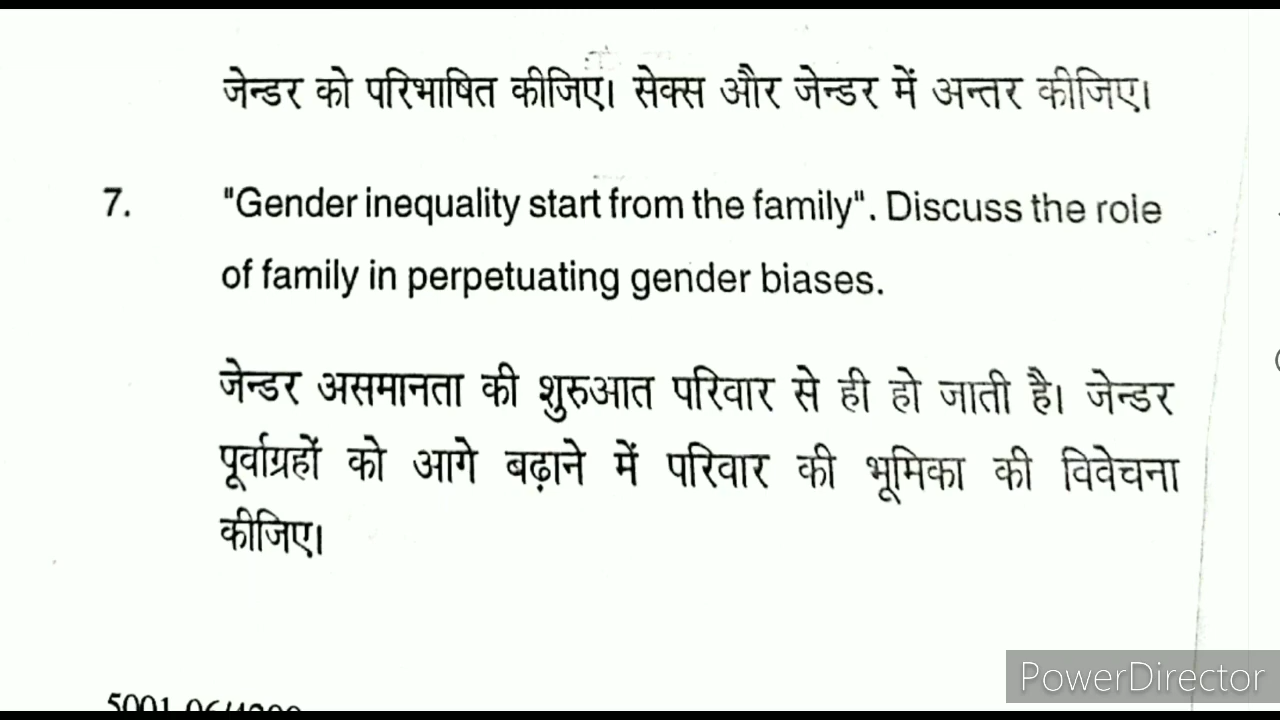 जेन्डर को परिभाषित कीजिए। सेक्स और जेन्डर में अन्तर कीजिए।
7. "Gender inequality start from the family". Discuss the role
of family in perpetuating gender biases.
जेन्डर असमानता की शुरुआत परिवार से ही हो जाती है। जेन्डर
पूर्वाग्रहों को आगे बढ़ाने में परिवार की भूमिका की विवेचना
कीजिए।
PowerDirector